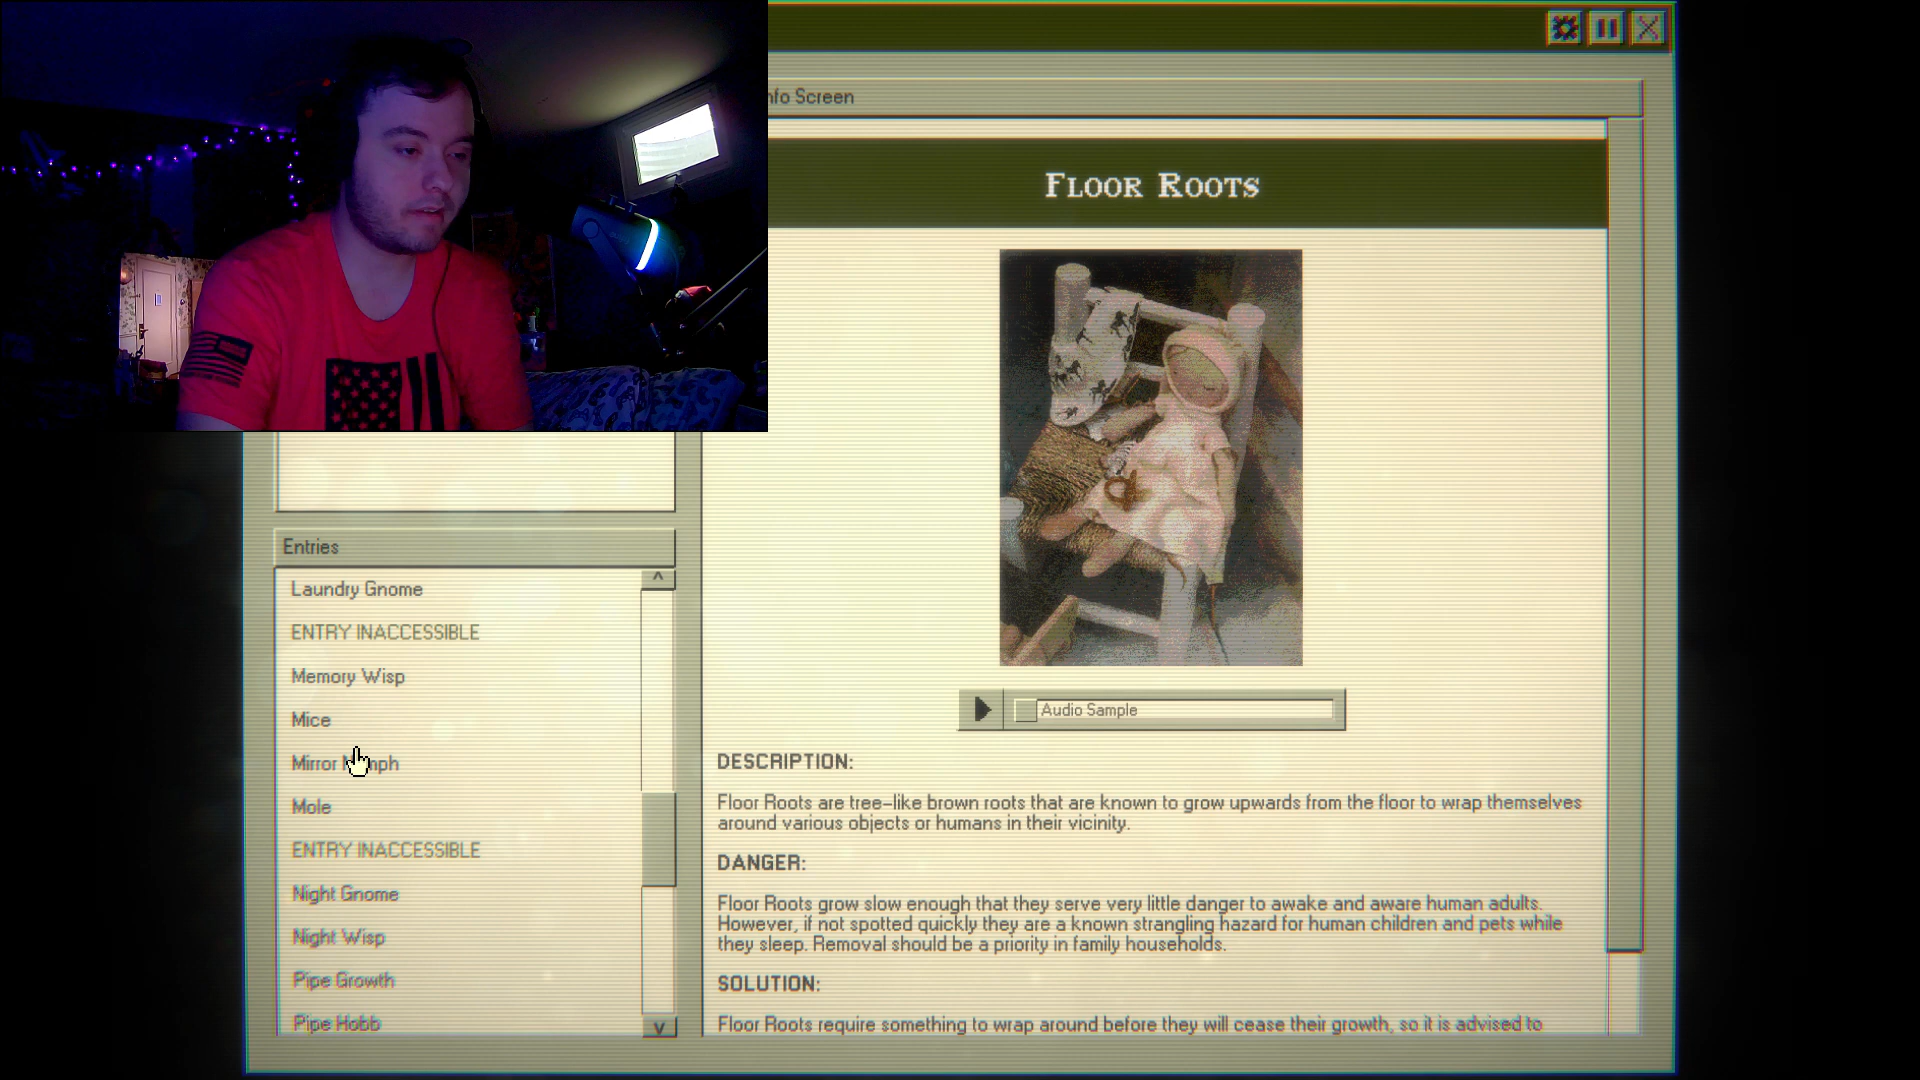 nfo Screen
Floor Roots
Entries
Laundry Gnome
ENTRY INACCESSIBLE
Memory Wisp
Mice
Mirror
Mole
ENTRY INACCESSIBLE
Night Gnome
Night Wisp
Pipe Growth
Pipe Hobb
Audio Sample
DESCRIPTION:
Floor Roots are tree-like brown roots that are known to grow upwards from the floor to wrap themselves
around various objects or humans in their vicinity.
DANGER:
Floor Roots grow slow enough that they serve very little danger to awake and aware human adults.
However, if not spotted quickly they are a known strangling hazard for human children and pets while
they sleep. Removal should be a priority in family households.
SOLUTION:
Floor Roots require something to wrap around before they will cease their growth, so it is advised to